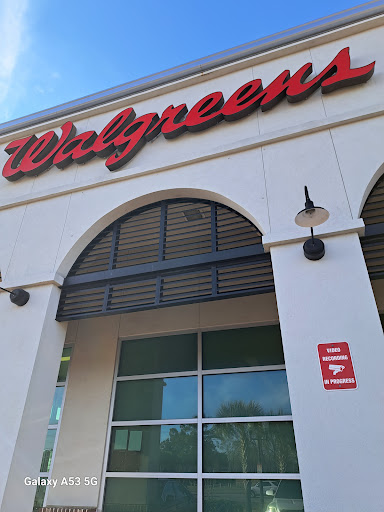 Walgreens
VIDEO
RECORDING
IN PROGRESS
Galaxy A53 5G